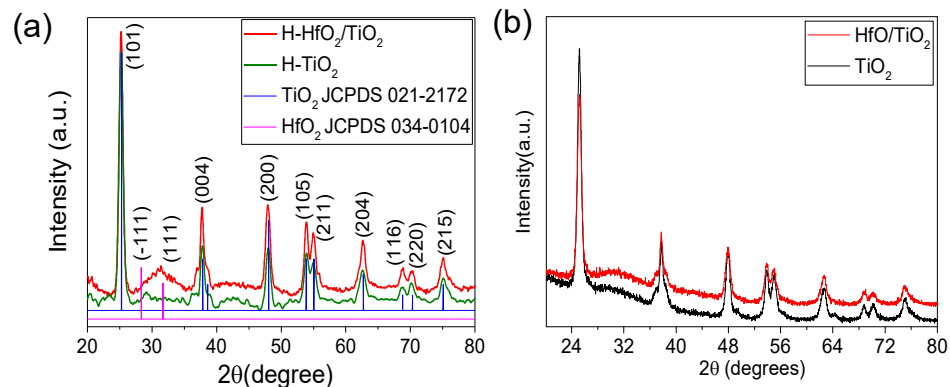 (a)
H-HfO₂/TiO₂
H-TiO₂
TiO₂ JCPDS 021-2172
HfO₂ JCPDS 034-0104
(101)
(-111)
(111)
(004)
(200)
(105)
(211)
(204)
(116)
(220)
(215)
Intensity (a.u.)
20 30 40 50 60 70 80
2θ(degree)
(b)
HfO/TiO₂
TiO₂
Intensity(a.u.)
24 32 40 48 56 64 72 80
2θ (degrees)